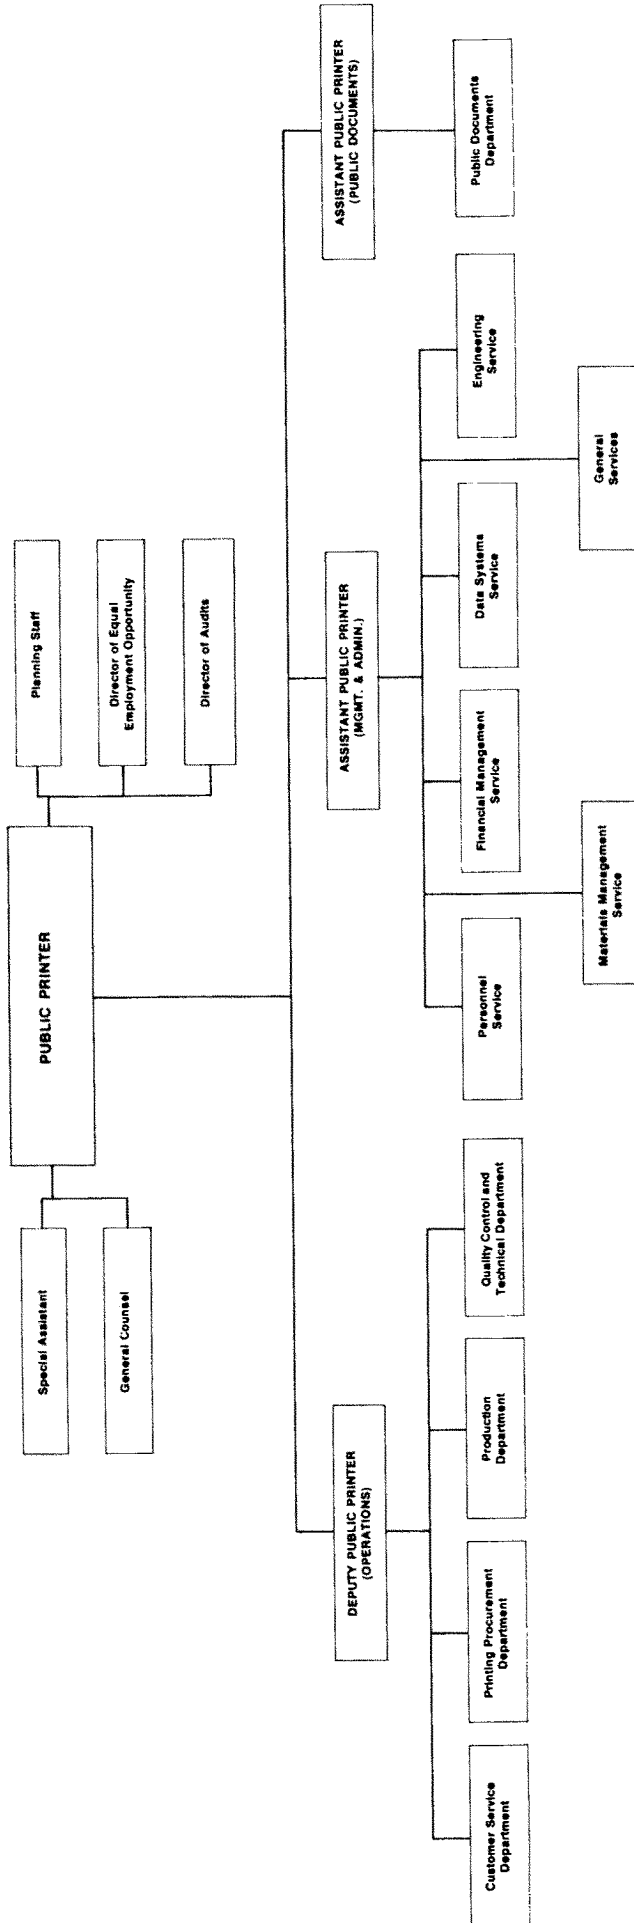 PUBLIC PRINTER
Special Assistant
General Counsel
Planning Staff
Director of Equal
Employment Opportunity
Director of Audits
DEPUTY PUBLIC PRINTER
(OPERATIONS)
ASSISTANT PUBLIC PRINTER
(MGMT. & ADMIN.)
ASSISTANT PUBLIC PRINTER
(PUBLIC DOCUMENTS)
Customer Service
Department
Printing Procurement
Department
Production
Department
Quality Control and
Technical Department
Personnel
Service
Financial Management
Service
Data Systems
Service
Engineering
Service
Public Documents
Department
Materials Management
Service
General
Services